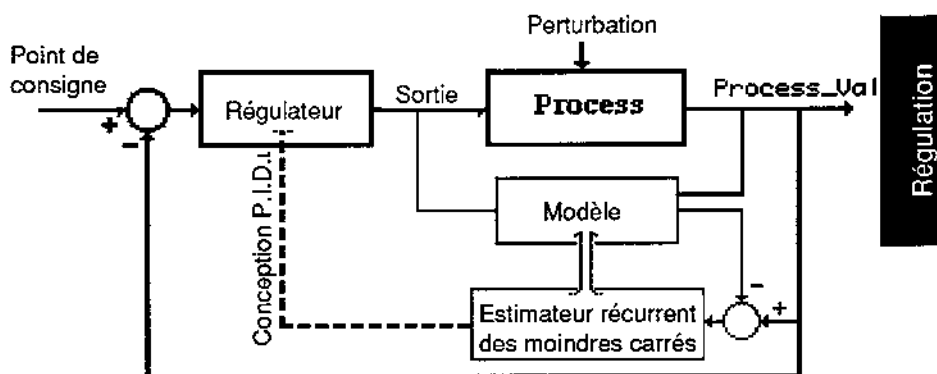 Perturbation
Point de
consigne
Régulateur
Sortie
Process
Process_Val
+
-
Régulation
Conception P.I.D.
Modèle
-
+
Estimateur récurrent
des moindres carrés